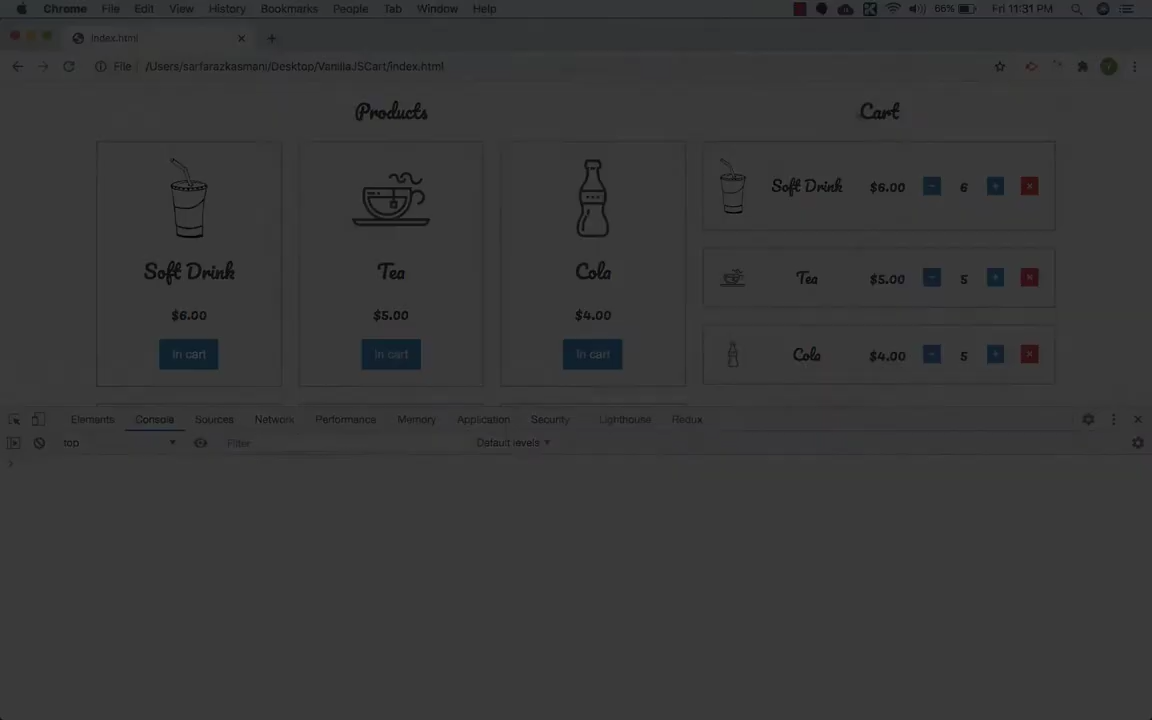 Chrome File Edit View History Bookmarks People Tab Window Help 66% Fri 11:31 PM
index.html
File /Users/sarfarazkasmani/Desktop/VanillaJSCart/index.html
Products Cart
Soft Drink $6.00 6
Soft Drink Tea Cola
Tea $5.00 5
$6.00 $5.00 $4.00
In cart In cart In cart
Cola $4.00 5
Elements Console Sources Network Performance Memory Application Security Lighthouse Redux
top Filter Default levels